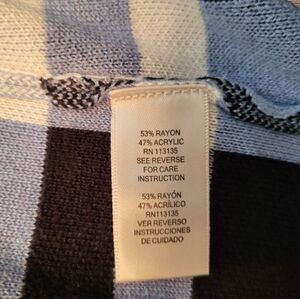 53% RAYON
47% ACRYLIC
RN 113135
SEE REVERSE
FOR CARE
INSTRUCTION
53% RAYÓN
47% ACRÍLICO
RN113135
VER REVERSO
INSTRUCCIONES
DE CUIDADO